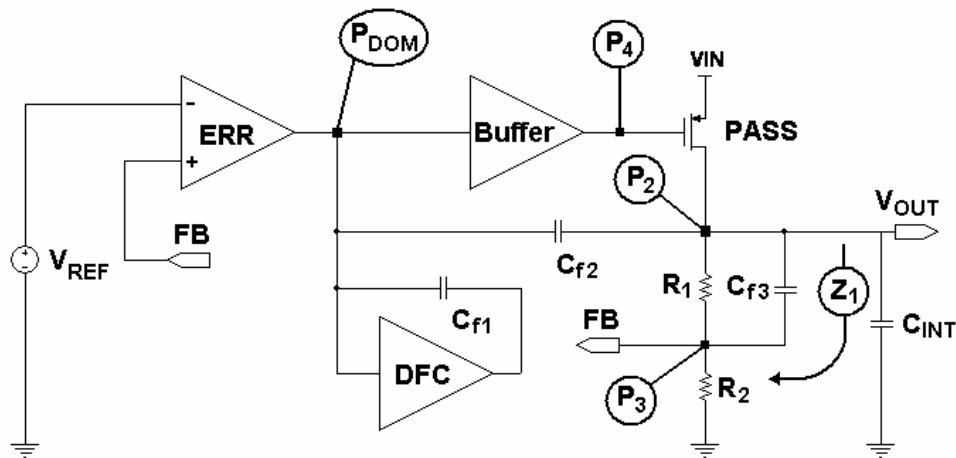 P_DOM
P_4
VIN
ERR
Buffer
PASS
-
+
P_2
V_OUT
FB
V_REF
C_f2
R_1
C_f3
Z_1
C_f1
FB
C_INT
DFC
P_3
R_2